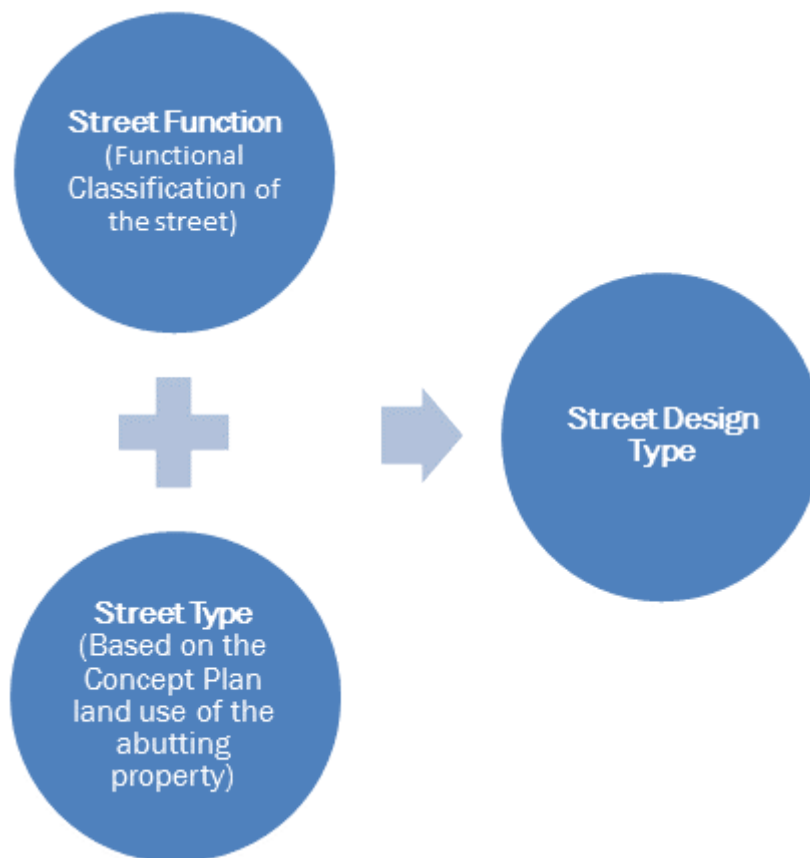 Street Function
(Functional
Classification of
the street)
Street Design
Type
Street Type
(Based on the
Concept Plan
land use of the
abutting
property)